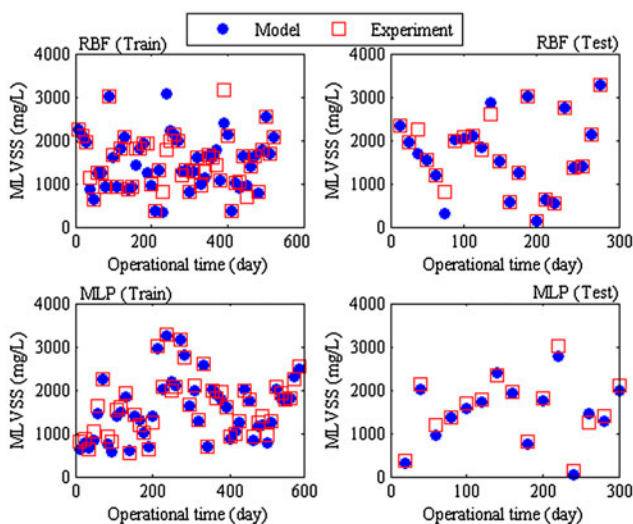 Model Experiment
RBF (Train)
RBF (Test)
MLVSS (mg/L)
4000
3000
2000
1000
0
0 200 400 600
Operational time (day)
MLVSS (mg/L)
4000
3000
2000
1000
0
0 100 200 300
Operational time (day)
MLP (Train)
MLP (Test)
MLVSS (mg/L)
4000
3000
2000
1000
0
0 200 400 600
Operational time (day)
MLVSS (mg/L)
4000
3000
2000
1000
0
0 100 200 300
Operational time (day)